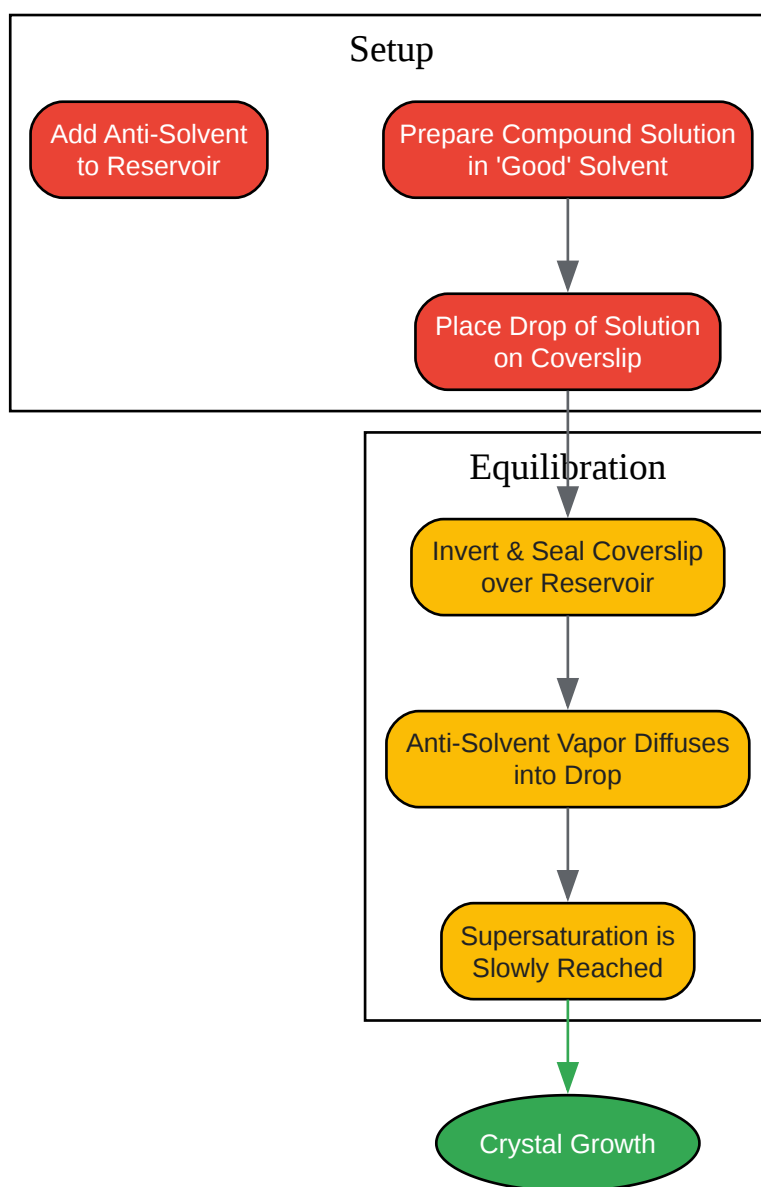 Setup
Add Anti-Solvent
to Reservoir
Prepare Compound Solution
in 'Good' Solvent
Place Drop of Solution
on Coverslip
Equilibration
Invert & Seal Coverslip
over Reservoir
Anti-Solvent Vapor Diffuses
into Drop
Supersaturation is
Slowly Reached
Crystal Growth